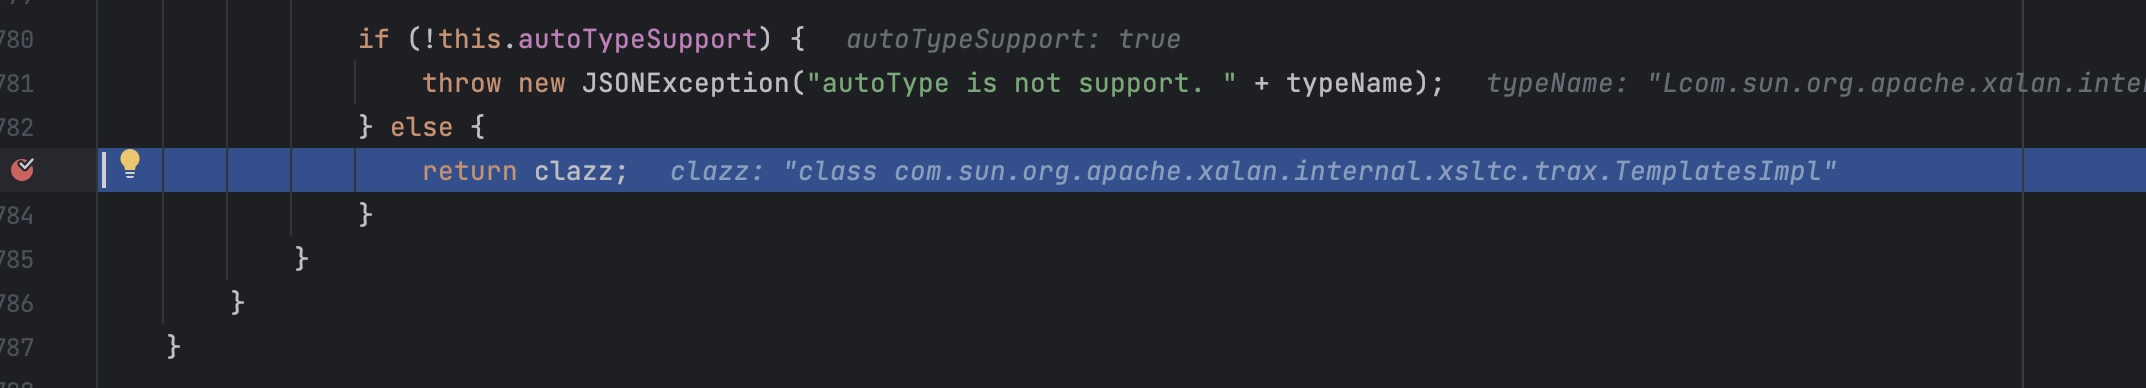 780 if (!this.autoTypeSupport) { autoTypeSupport: true
781 throw new JSONException("autoType is not support. " + typeName); typeName: "Lcom.sun.org.apache.xalan.inter
782 } else {
return clazz; clazz: "class com.sun.org.apache.xalan.internal.xsltc.trax.TemplatesImpl"
784 }
785 }
786 }
787 }